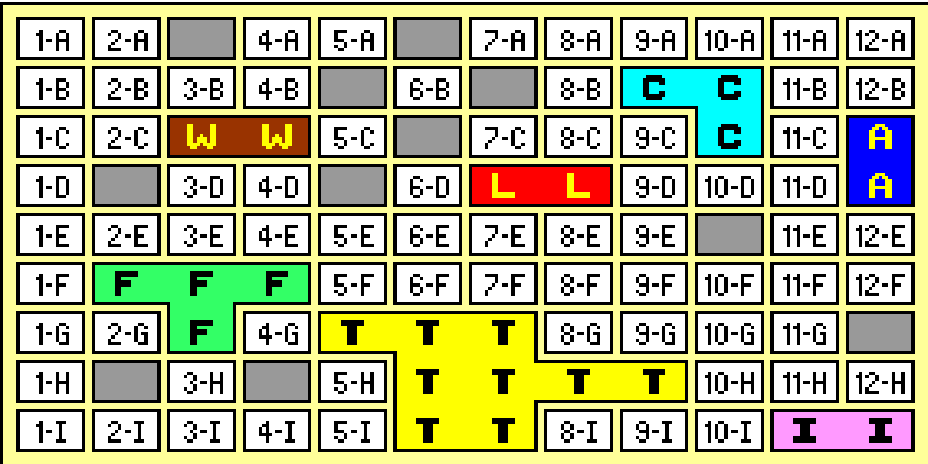 1-A 2-A 4-A 5-A 7-A 8-A 9-A 10-A 11-A 12-A
1-B 2-B 3-B 4-B 6-B 8-B C C 11-B 12-B
1-C 2-C W W 5-C 7-C 8-C 9-C C 11-C A
1-D 3-D 4-D 6-D L L 9-D 10-D 11-D A
1-E 2-E 3-E 4-E 5-E 6-E 7-E 8-E 9-E 11-E 12-E
1-F F F F 5-F 6-F 7-F 8-F 9-F 10-F 11-F 12-F
1-G 2-G F 4-G T T T 8-G 9-G 10-G 11-G
1-H 3-H 5-H T T T T 10-H 11-H 12-H
1-I 2-I 3-I 4-I 5-I T T 8-I 9-I 10-I I I